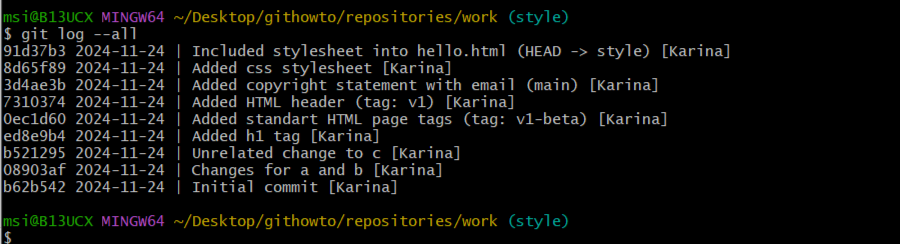 msi@B13UCX MINGW64 ~/Desktop/githowto/repositories/work (style)
$ git log --all
91d37b3 2024-11-24 | Included stylesheet into hello.html (HEAD -> style) [Karina]
8d65f89 2024-11-24 | Added css stylesheet [Karina]
3d4ae3b 2024-11-24 | Added copyright statement with email (main) [Karina]
7310374 2024-11-24 | Added HTML header (tag: v1) [Karina]
0ec1d60 2024-11-24 | Added standart HTML page tags (tag: v1-beta) [Karina]
ed8e9b4 2024-11-24 | Added h1 tag [Karina]
b521295 2024-11-24 | Unrelated change to c [Karina]
08903af 2024-11-24 | Changes for a and b [Karina]
b62b542 2024-11-24 | Initial commit [Karina]
msi@B13UCX MINGW64 ~/Desktop/githowto/repositories/work (style)
$